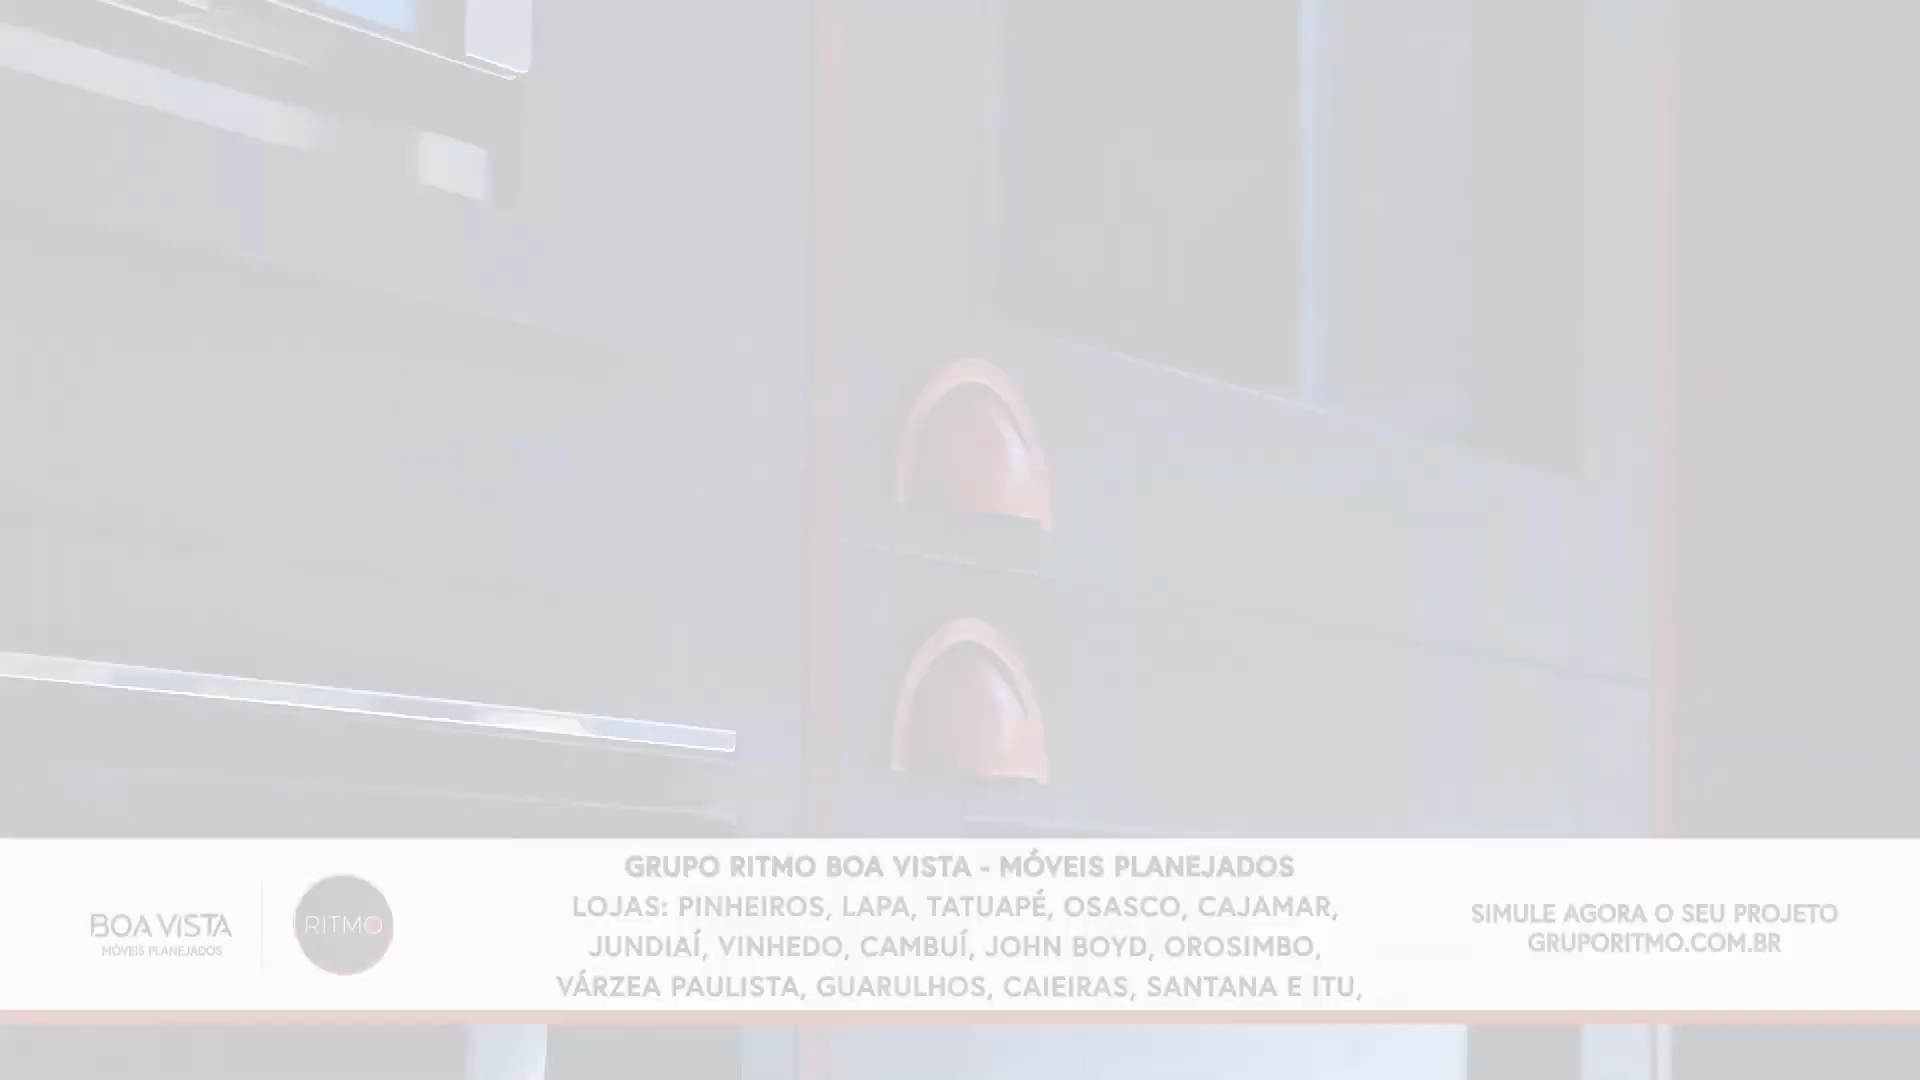 BOA VISTA
MÓVEIS PLANEJADOS
RITMO
GRUPO RITMO BOA VISTA - MÓVEIS PLANEJADOS
LOJAS: PINHEIROS, LAPA, TATUAPÉ, OSASCO, CAJAMAR,
JUNDIAÍ, VINHEDO, CAMBUÍ, JOHN BOYD, OROSIMBO,
VÁRZEA PAULISTA, GUARULHOS, CAIEIRAS, SANTANA E ITU,
SIMULE AGORA O SEU PROJETO
GRUPORITMO.COM.BR